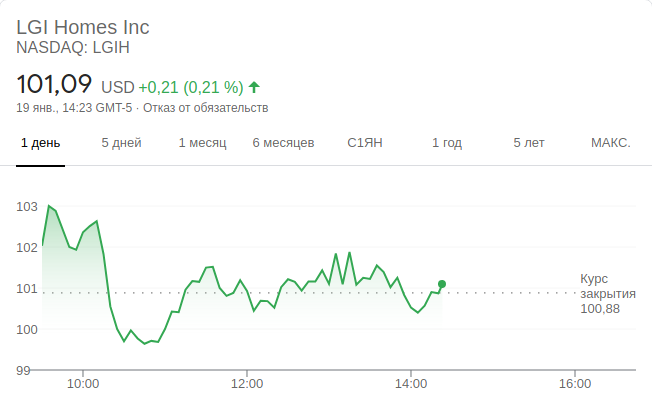 LGI Homes Inc
NASDAQ: LGIH
101,09 USD +0,21 (0,21 %)
19 янв., 14:23 GMT-5 · Отказ от обязательств
1 день 5 дней 1 месяц 6 месяцев С1ЯН 1 год 5 лет МАКС.
103
102
101
100
99
Курс
закрытия
100,88
10:00 12:00 14:00 16:00